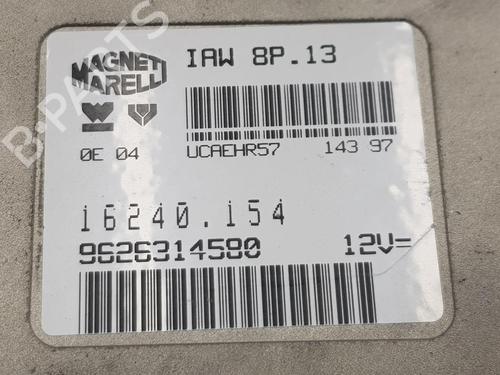 MAGNETI MARELLI
IAW 8P.13
0E 04
UCAEHR57 143 97
16240.154
9626314580 12V=
B-PARTS